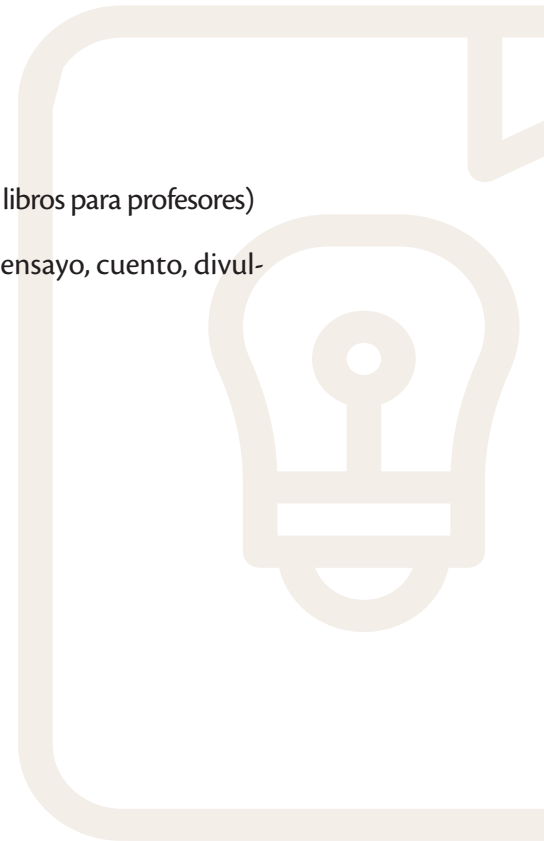 libros para profesores)
ensayo, cuento, divul-